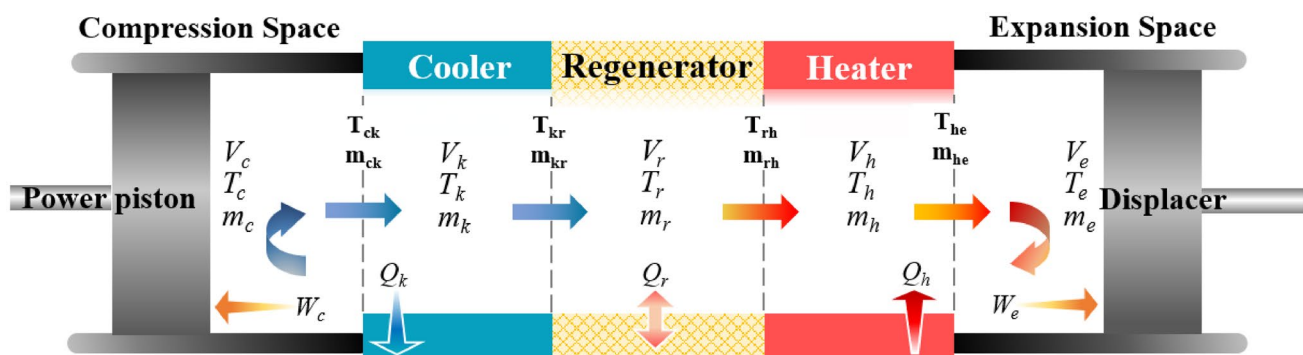 Compression Space
Expansion Space
Cooler
Regenerator
Heater
T_ck
m_ck
T_kr
m_kr
T_rh
m_rh
T_he
m_he
V_c
T_c
m_c
V_k
T_k
m_k
V_r
T_r
m_r
V_h
T_h
m_h
V_e
T_e
m_e
Power piston
Displacer
Q_k
Q_r
Q_h
W_c
W_e